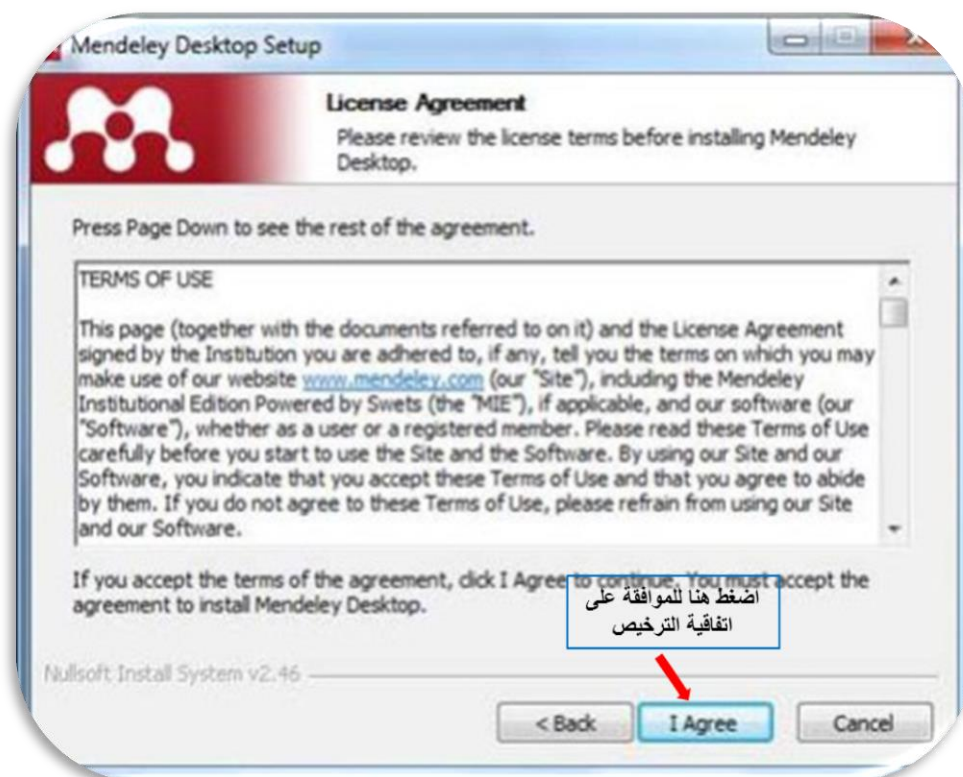 Mendeley Desktop Setup
License Agreement
Please review the license terms before installing Mendeley
Desktop.
Press Page Down to see the rest of the agreement.
TERMS OF USE
This page (together with the documents referred to on it) and the License Agreement
signed by the Institution you are adhered to, if any, tell you the terms on which you may
make use of our website www.mendeley.com (our "Site"), including the Mendeley
Institutional Edition Powered by Swets (the "MIE"), if applicable, and our software (our
"Software"), whether as a user or a registered member. Please read these Terms of Use
carefully before you start to use the Site and the Software. By using our Site and our
Software, you indicate that you accept these Terms of Use and that you agree to abide
by them. If you do not agree to these Terms of Use, please refrain from using our Site
and our Software.
If you accept the terms of the agreement, click I Agree to continue. You must accept the
agreement to install Mendeley Desktop.
اضغط هنا للموافقة على
اتفاقية الترخيص
Nullsoft Install System v2.46
< Back
I Agree
Cancel